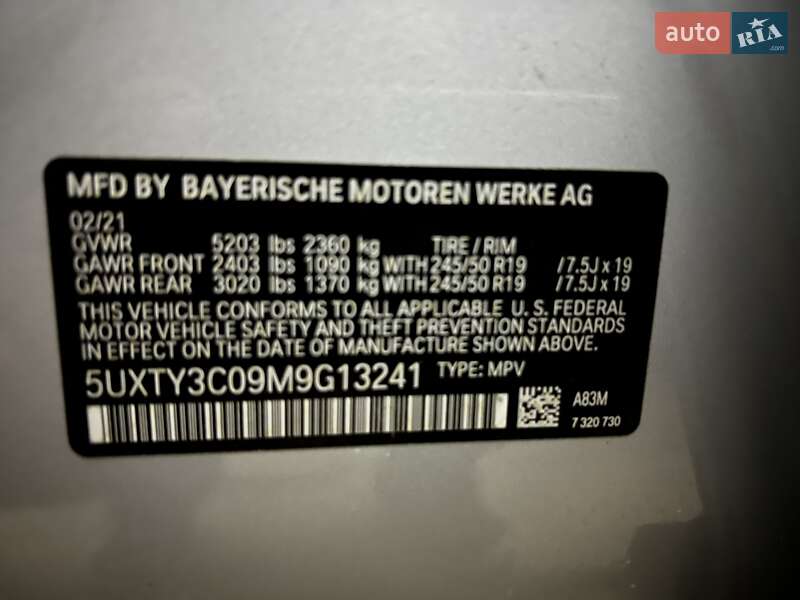 auto RIA .com
MFD BY BAYERISCHE MOTOREN WERKE AG
02/21
GVWR 5203 lbs 2360 kg TIRE / RIM
GAWR FRONT 2403 lbs 1090 kg WITH 245/50 R19 /7.5J x 19
GAWR REAR 3020 lbs 1370 kg WITH 245/50 R19 /7.5J x 19
THIS VEHICLE CONFORMS TO ALL APPLICABLE U. S. FEDERAL
MOTOR VEHICLE SAFETY AND THEFT PREVENTION STANDARDS
IN EFFECT ON THE DATE OF MANUFACTURE SHOWN ABOVE.
5UXTY3C09M9G13241 TYPE: MPV
A83M
7 320 730